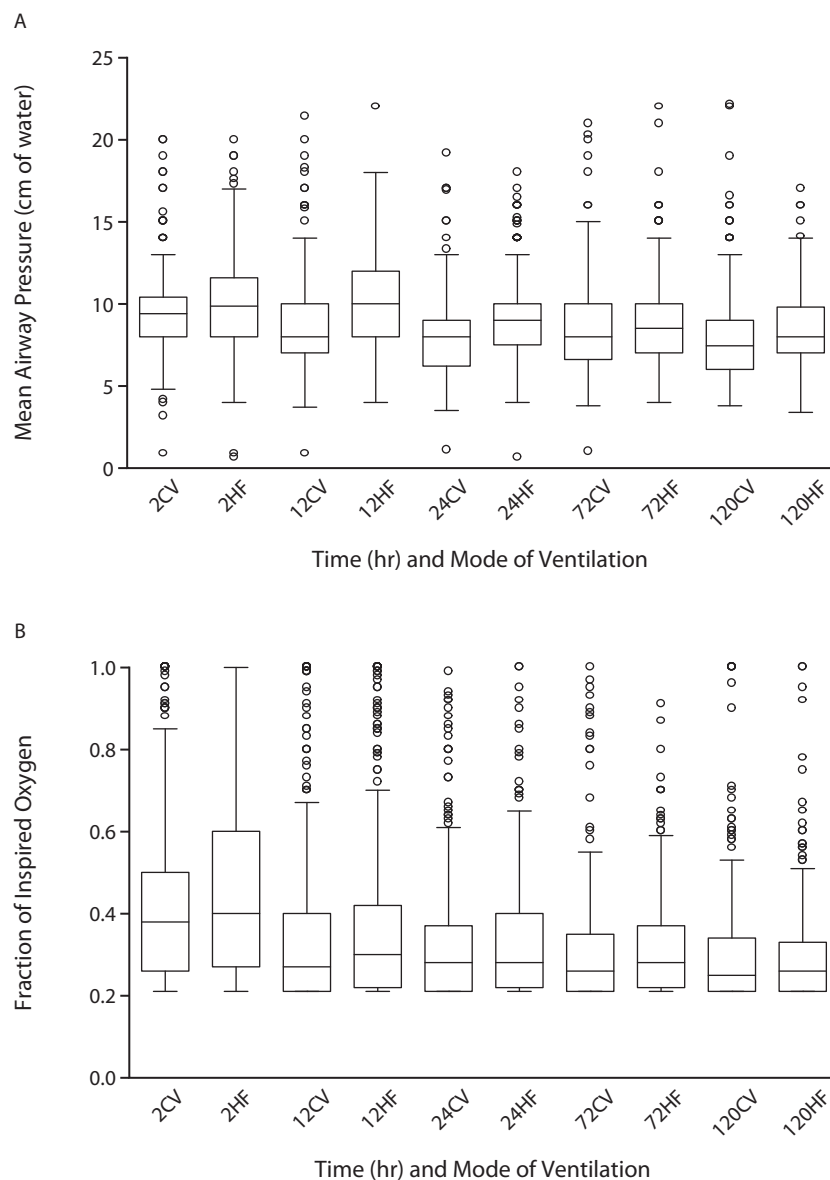 A
Mean Airway Pressure (cm of water)
25
20
15
10
5
0
2CV 2HF 12CV 12HF 24CV 24HF 72CV 72HF 120CV 120HF
Time (hr) and Mode of Ventilation
B
Fraction of Inspired Oxygen
1.0
0.8
0.6
0.4
0.2
0.0
2CV 2HF 12CV 12HF 24CV 24HF 72CV 72HF 120CV 120HF
Time (hr) and Mode of Ventilation